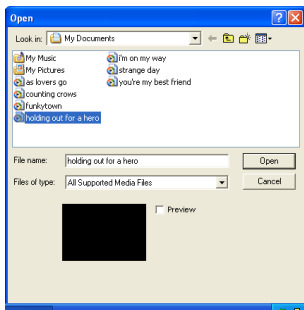 Open
Look in: My Documents
My Music
My Pictures
as lovers go
counting crows
funkytown
holding out for a hero
i'm on my way
strange day
you're my best friend
File name: holding out for a hero Open
Files of type: All Supported Media Files Cancel
Preview